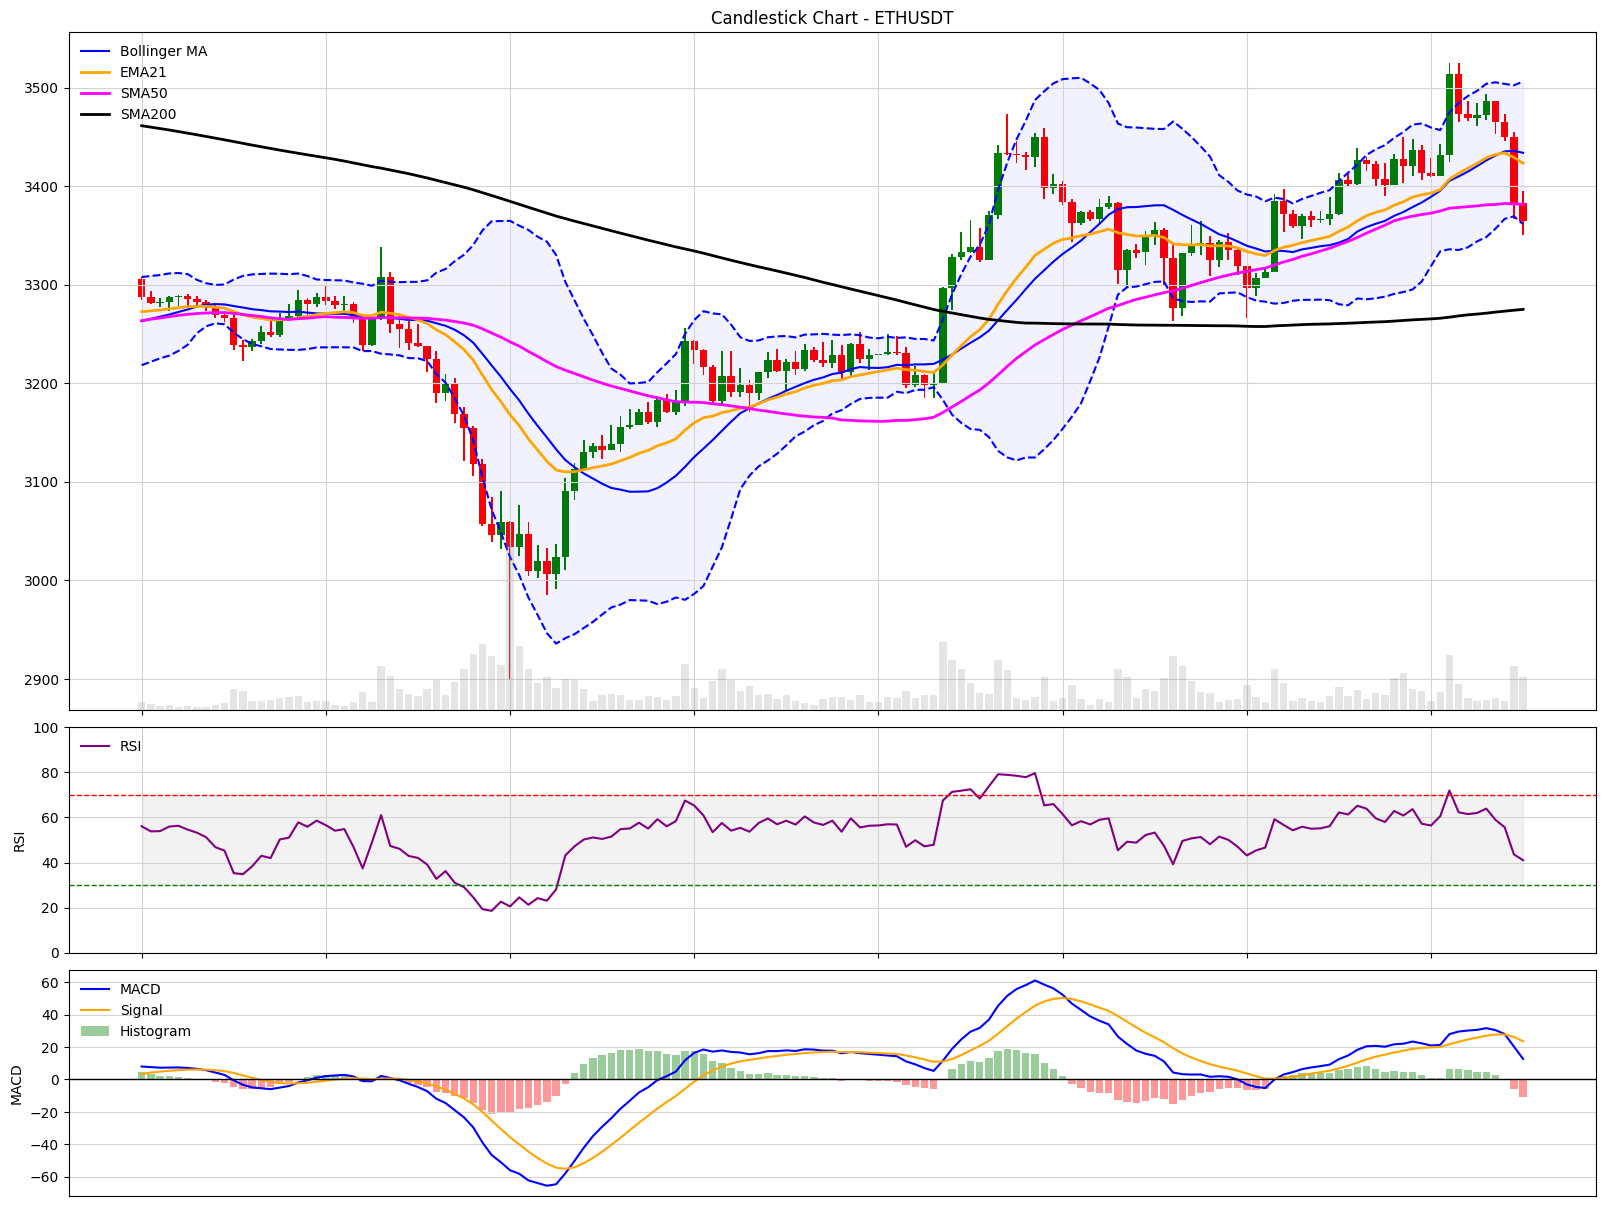 Candlestick Chart - ETHUSDT
Bollinger MA
EMA21
SMA50
SMA200
3500
3400
3300
3200
3100
3000
2900
RSI
RSI
100
80
60
40
20
0
MACD
Signal
Histogram
MACD
60
40
20
0
−20
−40
−60